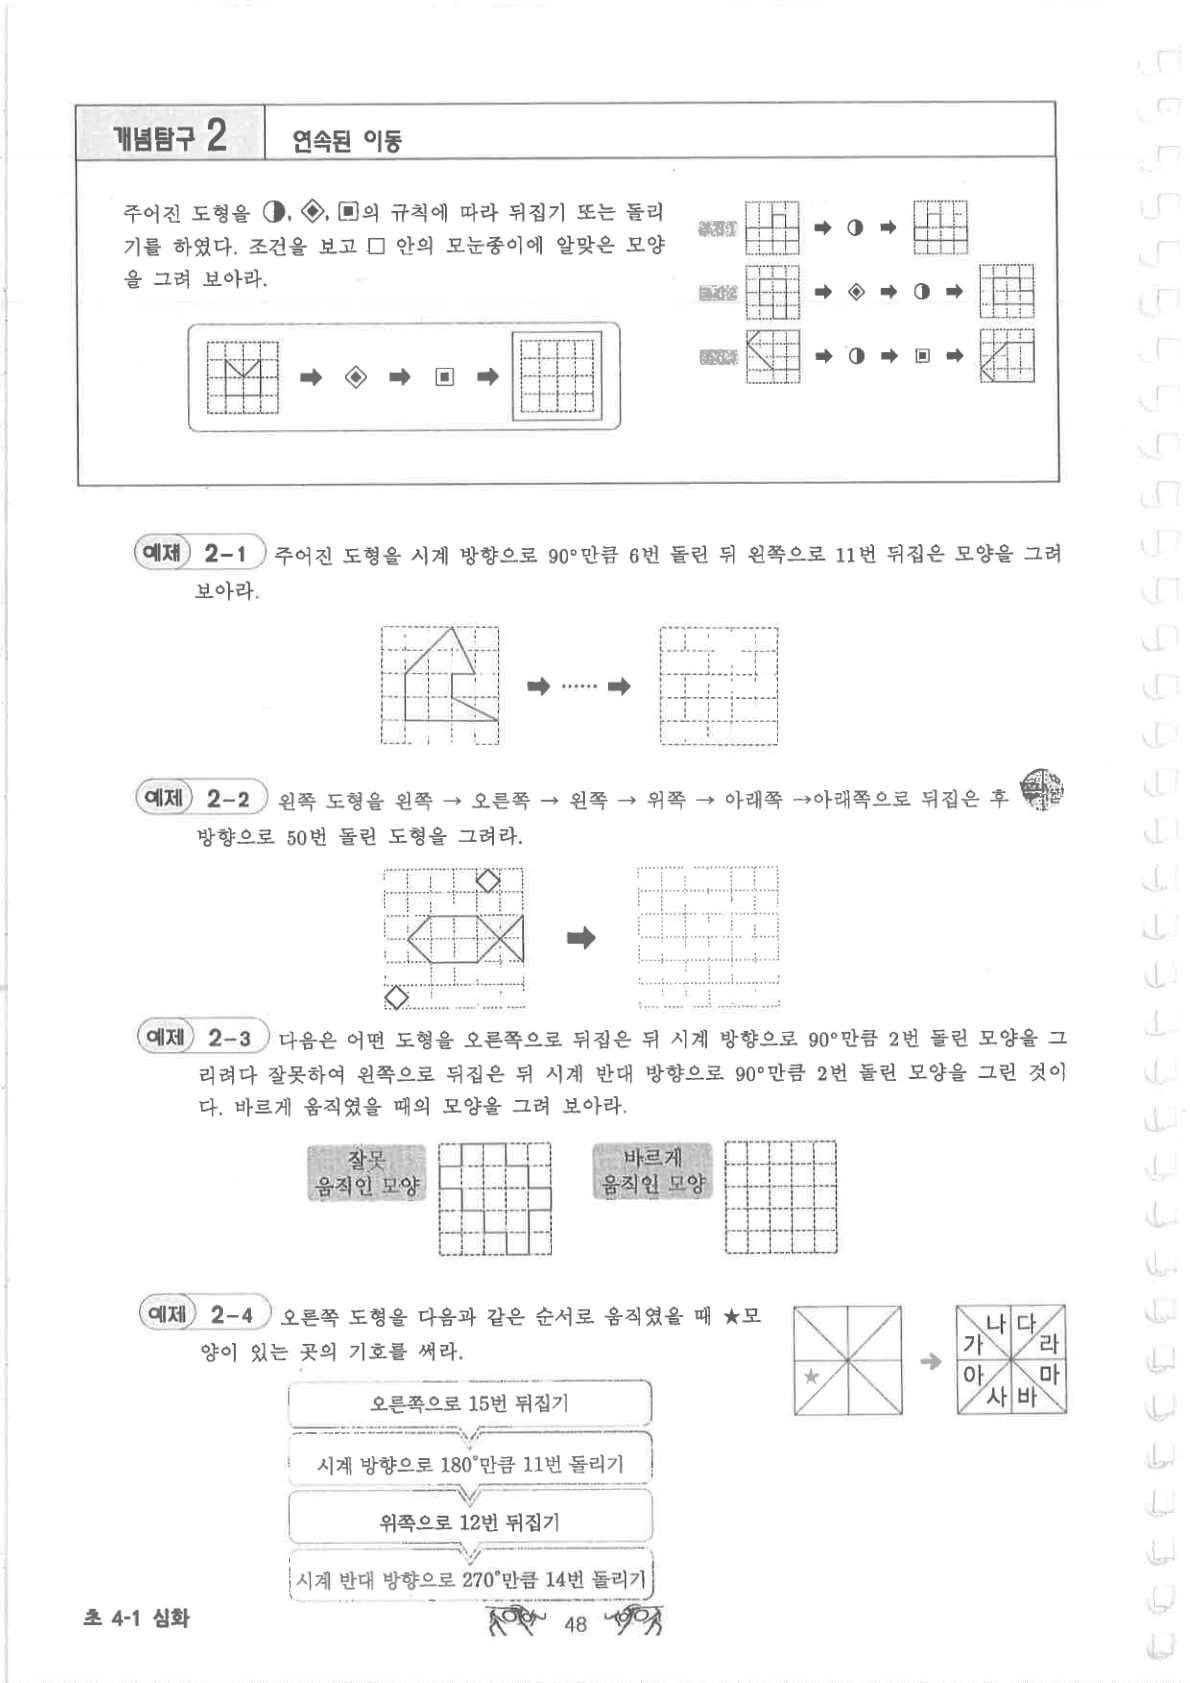 개념탐구 2 연속된 이동
주어진 도형을 ◑, ◈, ▣의 규칙에 따라 뒤집기 또는 돌리
기를 하였다. 조건을 보고 □ 안의 모눈종이에 알맞은 모양
을 그려 보아라.
예제 2-1 주어진 도형을 시계 방향으로 90°만큼 6번 돌린 뒤 왼쪽으로 11번 뒤집은 모양을 그려
보아라.
예제 2-2 왼쪽 도형을 왼쪽 → 오른쪽 → 왼쪽 → 위쪽 → 아래쪽 →아래쪽으로 뒤집은 후
방향으로 50번 돌린 도형을 그려라.
예제 2-3 다음은 어떤 도형을 오른쪽으로 뒤집은 뒤 시계 방향으로 90°만큼 2번 돌린 모양을 그
리려다 잘못하여 왼쪽으로 뒤집은 뒤 시계 반대 방향으로 90°만큼 2번 돌린 모양을 그린 것이
다. 바르게 움직였을 때의 모양을 그려 보아라.
잘못
움직인 모양
바르게
움직인 모양
예제 2-4 오른쪽 도형을 다음과 같은 순서로 움직였을 때 ★모
양이 있는 곳의 기호를 써라.
나 다
가 라
아 마
사 바
오른쪽으로 15번 뒤집기
시계 방향으로 180°만큼 11번 돌리기
위쪽으로 12번 뒤집기
시계 반대 방향으로 270°만큼 14번 돌리기
초 4-1 심화
48